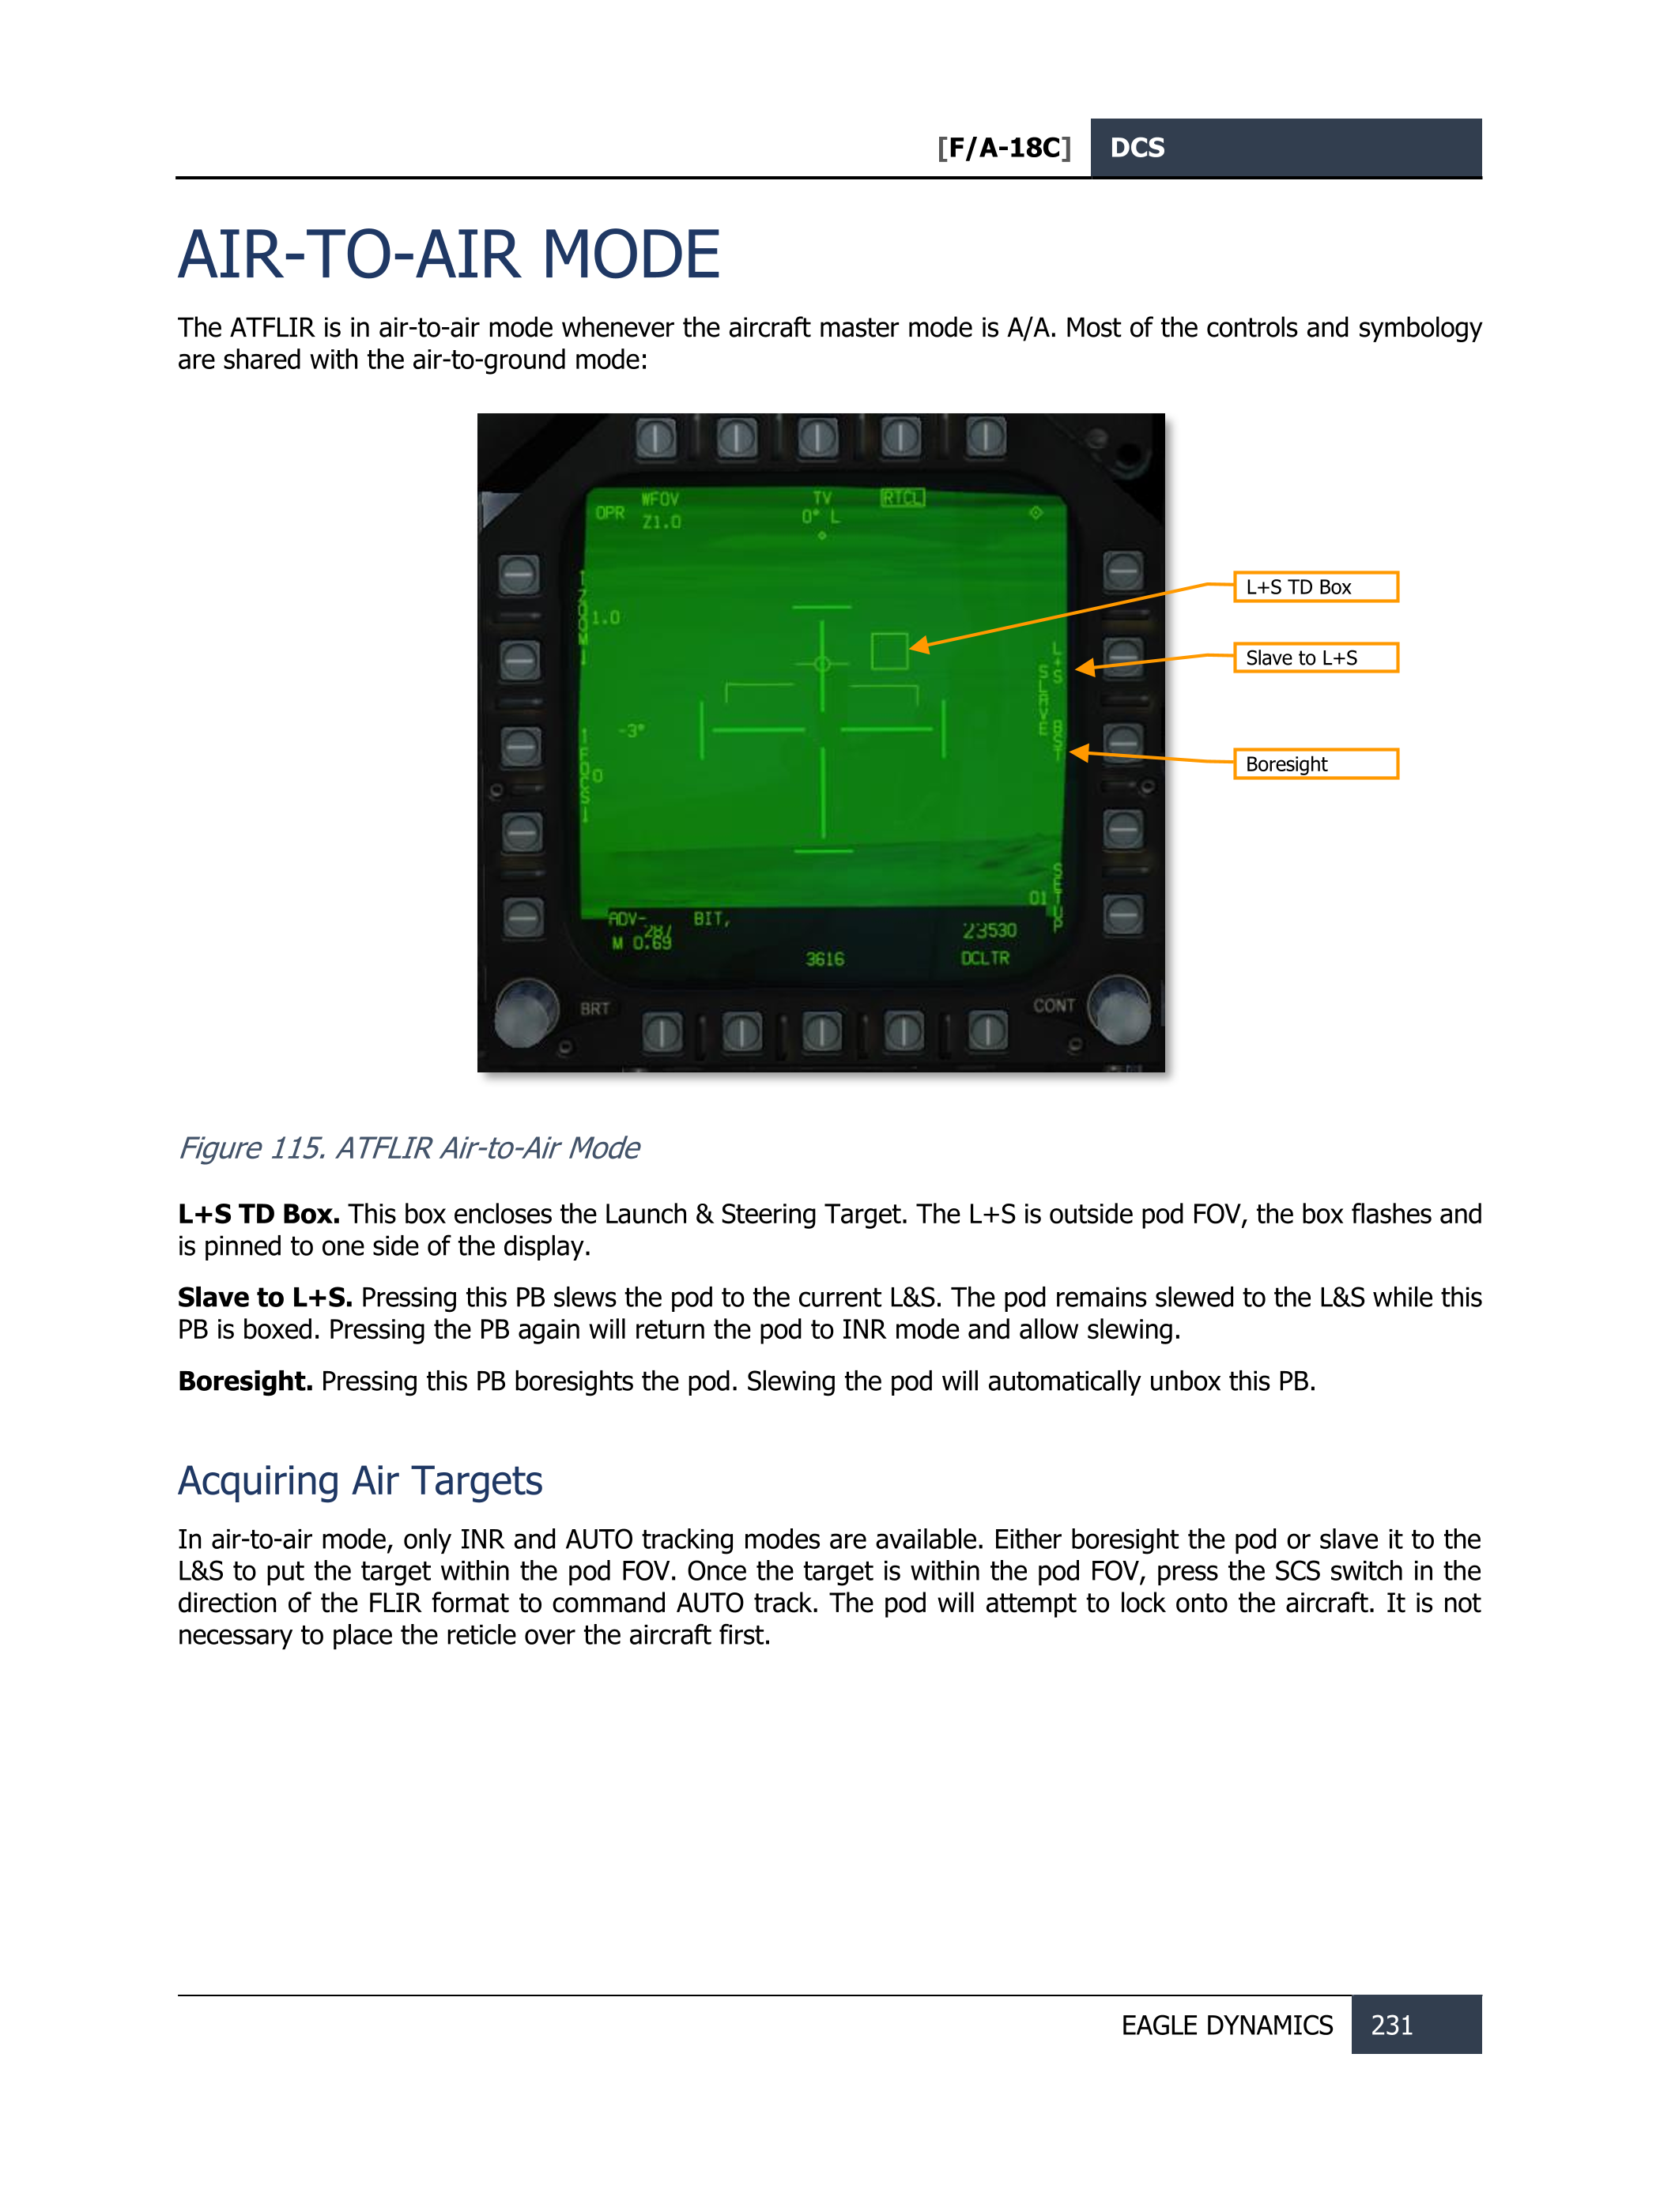 [F/A-18C] DCS
AIR-TO-AIR MODE
The ATFLIR is in air-to-air mode whenever the aircraft master mode is A/A. Most of the controls and symbology
are shared with the air-to-ground mode:
WFOV TV RTCL
OPR Z1.0 0° L
ZOOM
1.0
L+S TD Box
L+S
SLAVE
Slave to L+S
-3°
BST
Boresight
FOCS
0
SETUP
01
ADV- BIT,
287 23530
M 0.69
3616 DCLTR
BRT CONT
Figure 115. ATFLIR Air-to-Air Mode
L+S TD Box. This box encloses the Launch & Steering Target. The L+S is outside pod FOV, the box flashes and
is pinned to one side of the display.
Slave to L+S. Pressing this PB slews the pod to the current L&S. The pod remains slewed to the L&S while this
PB is boxed. Pressing the PB again will return the pod to INR mode and allow slewing.
Boresight. Pressing this PB boresights the pod. Slewing the pod will automatically unbox this PB.
Acquiring Air Targets
In air-to-air mode, only INR and AUTO tracking modes are available. Either boresight the pod or slave it to the
L&S to put the target within the pod FOV. Once the target is within the pod FOV, press the SCS switch in the
direction of the FLIR format to command AUTO track. The pod will attempt to lock onto the aircraft. It is not
necessary to place the reticle over the aircraft first.
EAGLE DYNAMICS 231